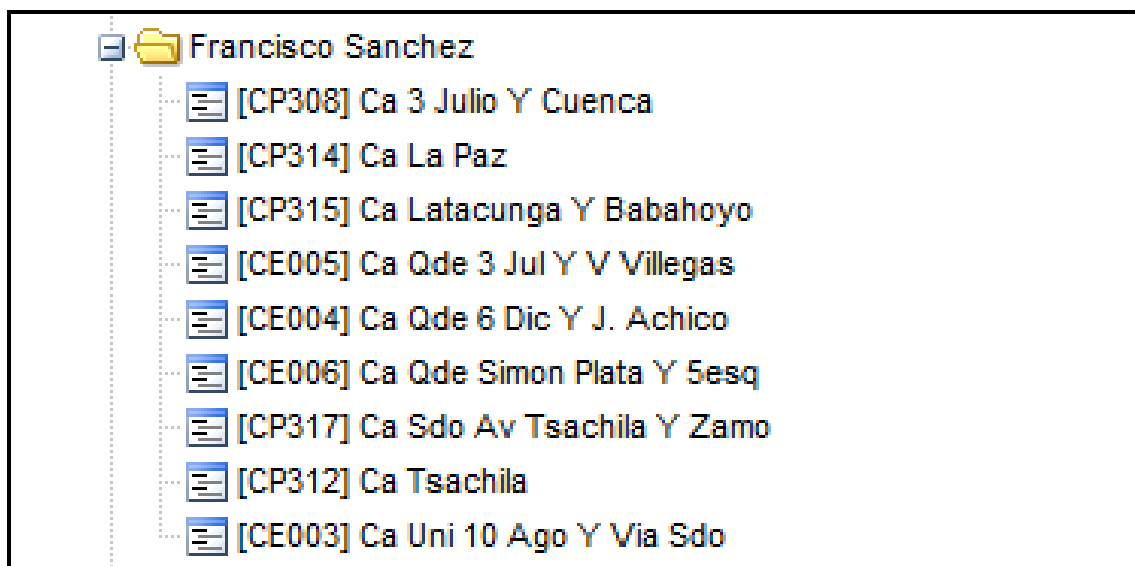 Francisco Sanchez
[CP308] Ca 3 Julio Y Cuenca
[CP314] Ca La Paz
[CP315] Ca Latacunga Y Babahoyo
[CE005] Ca Qde 3 Jul Y V Villegas
[CE004] Ca Qde 6 Dic Y J. Achico
[CE006] Ca Qde Simon Plata Y 5esq
[CP317] Ca Sdo Av Tsachila Y Zamo
[CP312] Ca Tsachila
[CE003] Ca Uni 10 Ago Y Via Sdo